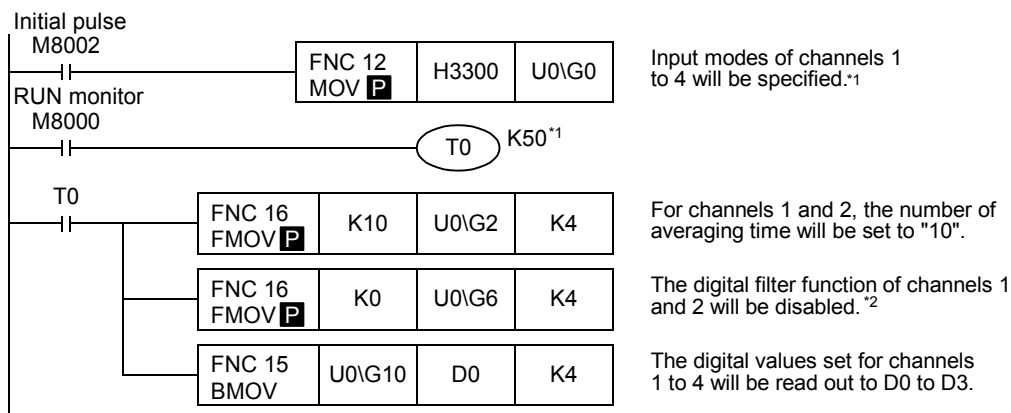 Initial pulse
M8002
FNC 12
MOV P
H3300
U0\G0
Input modes of channels 1
to 4 will be specified.*1
RUN monitor
M8000
T0
K50*1
T0
FNC 16
FMOV P
K10
U0\G2
K4
For channels 1 and 2, the number of
averaging time will be set to "10".
FNC 16
FMOV P
K0
U0\G6
K4
The digital filter function of channels 1
and 2 will be disabled.*2
FNC 15
BMOV
U0\G10
D0
K4
The digital values set for channels
1 to 4 will be read out to D0 to D3.